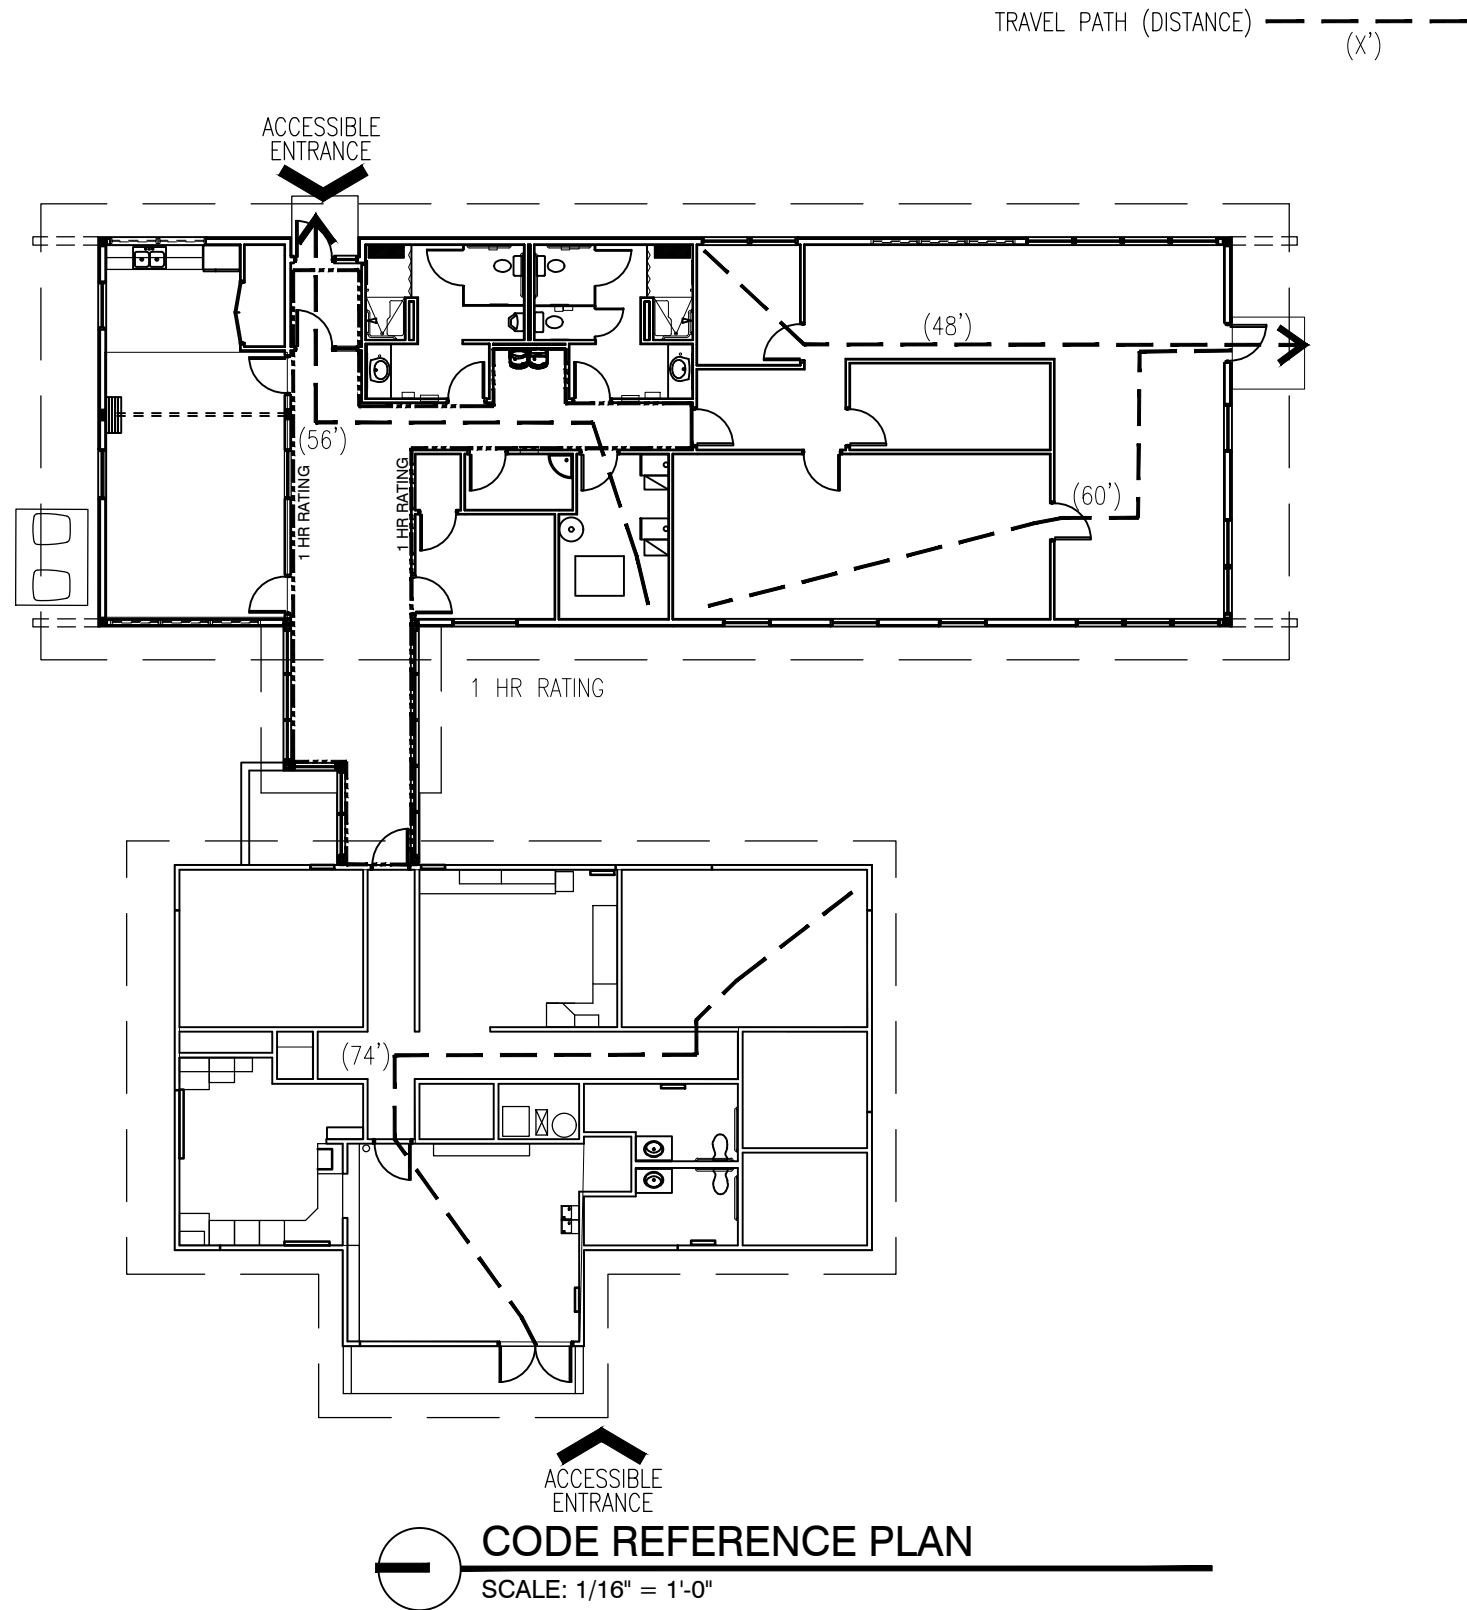 TRAVEL PATH (DISTANCE)
(X')
ACCESSIBLE
ENTRANCE
(48')
(56')
1 HR RATING
1 HR RATING
(60')
1 HR RATING
(74')
ACCESSIBLE
ENTRANCE
CODE REFERENCE PLAN
SCALE: 1/16" = 1'-0"